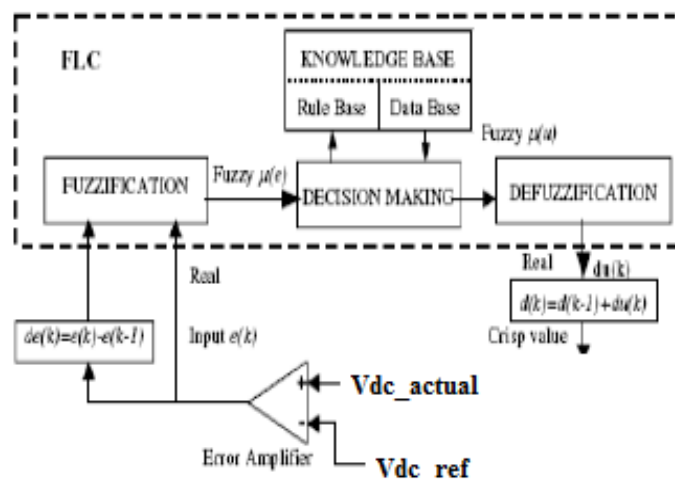 FLC
KNOWLEDGE BASE
Rule Base
Data Base
Fuzzy μ(u)
FUZZIFICATION
Fuzzy μ(e)
DECISION MAKING
DEFUZZIFICATION
Real
Real
du(k)
de(k)=e(k)-e(k-1)
Input e(k)
d(k)=d(k-1)+du(k)
Crisp value
+
Vdc_actual
-
Error Amplifier
Vdc_ref